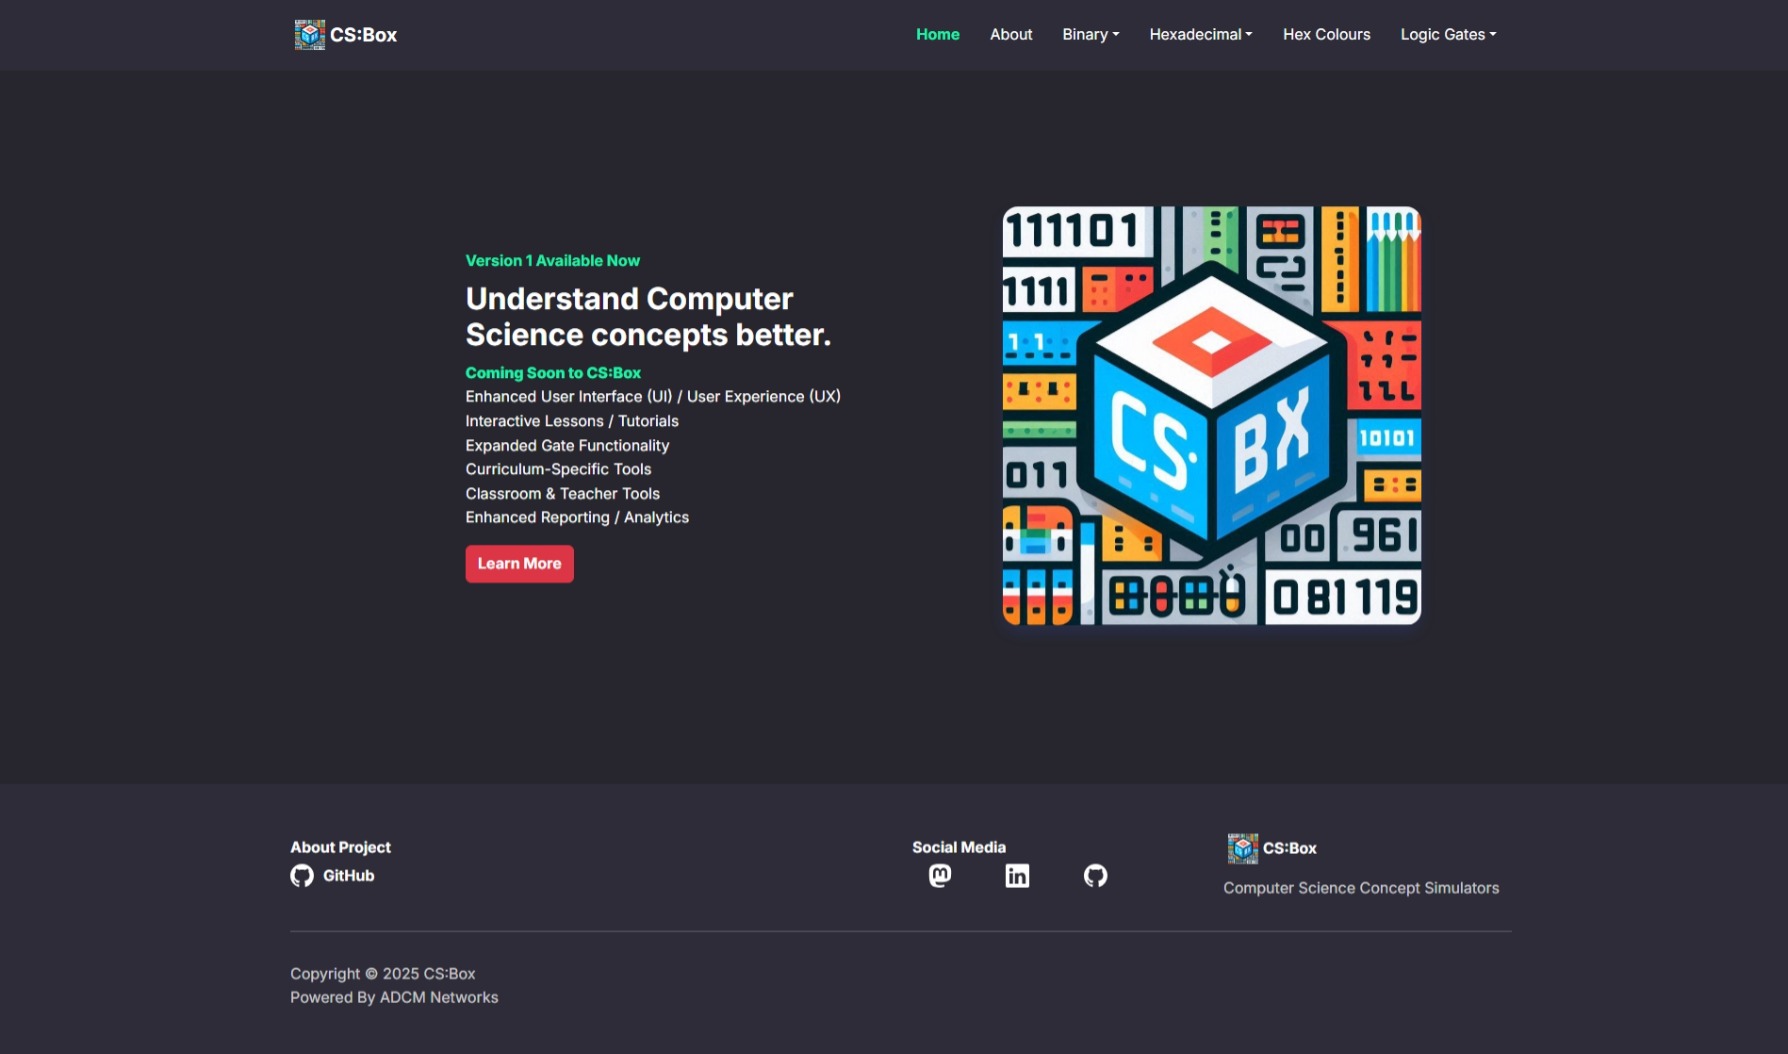 CS:Box
Home About Binary Hexadecimal Hex Colours Logic Gates
Version 1 Available Now
Understand Computer
Science concepts better.
Coming Soon to CS:Box
Enhanced User Interface (UI) / User Experience (UX)
Interactive Lessons / Tutorials
Expanded Gate Functionality
Curriculum-Specific Tools
Classroom & Teacher Tools
Enhanced Reporting / Analytics
Learn More
111101
1111
1 1
CS.
BX
10101
011
00 961
081119
About Project
GitHub
Social Media
CS:Box
Computer Science Concept Simulators
Copyright © 2025 CS:Box
Powered By ADCM Networks